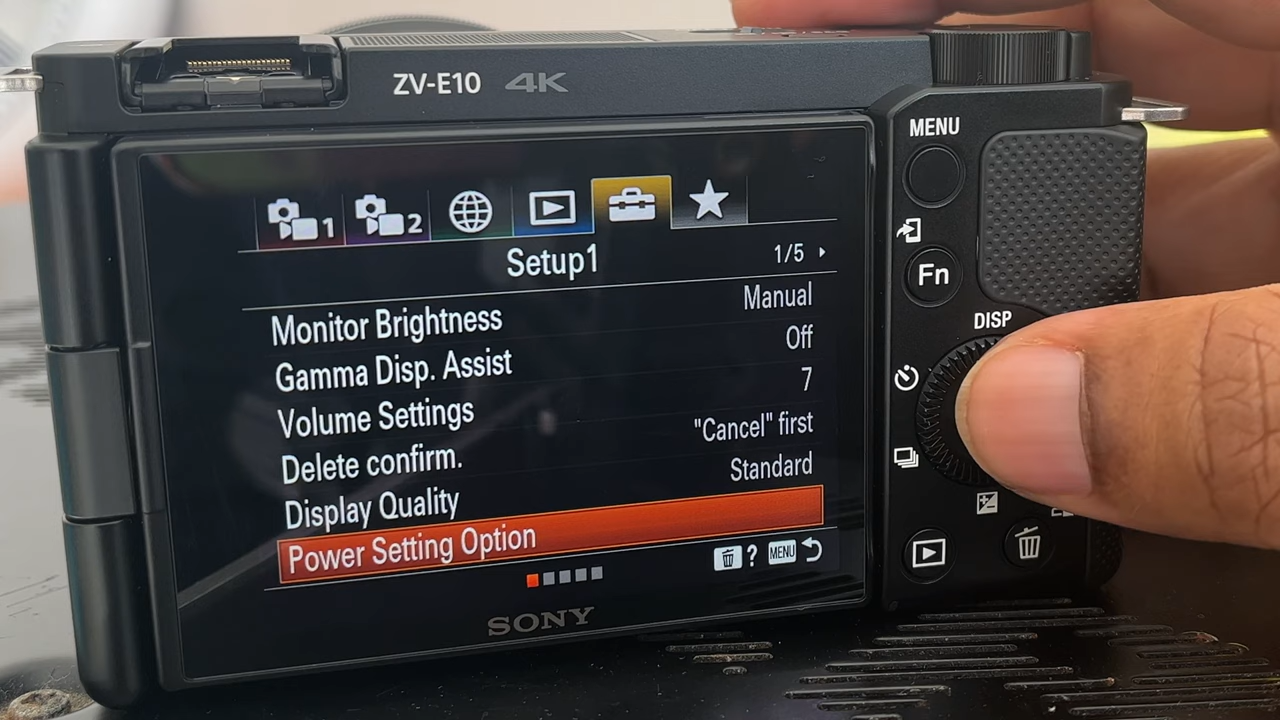 ZV-E10 4K
MENU
1 2
Setup1 1/5
Fn
Monitor Brightness Manual
Gamma Disp. Assist Off
DISP
Volume Settings 7
Delete confirm. "Cancel" first
Display Quality Standard
Power Setting Option
? MENU
SONY